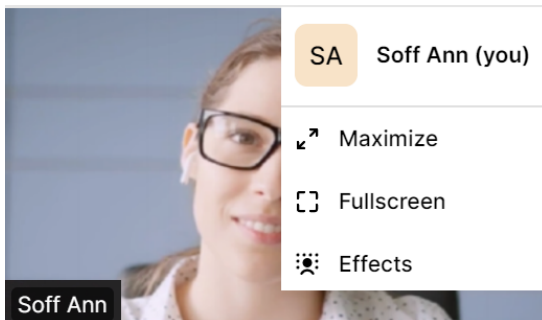 SA
Soff Ann (you)
Maximize
Fullscreen
Effects
Soff Ann